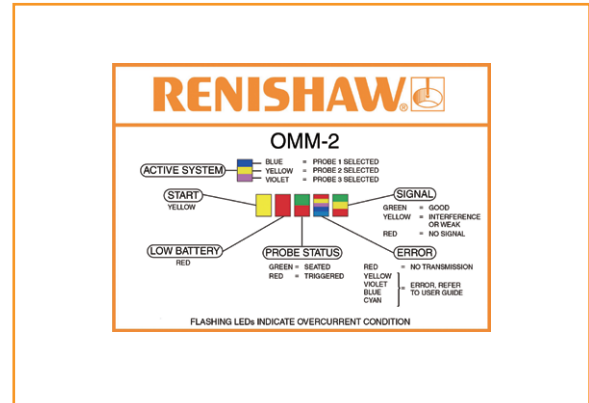 RENISHAW.
OMM-2
ACTIVE SYSTEM
BLUE = PROBE 1 SELECTED
YELLOW = PROBE 2 SELECTED
VIOLET = PROBE 3 SELECTED
START
YELLOW
SIGNAL
GREEN = GOOD
YELLOW = INTERFERENCE
OR WEAK
RED = NO SIGNAL
LOW BATTERY
RED
PROBE STATUS
GREEN = SEATED
RED = TRIGGERED
ERROR
RED = NO TRANSMISSION
YELLOW
VIOLET
BLUE
CYAN
= ERROR, REFER
TO USER GUIDE
FLASHING LEDs INDICATE OVERCURRENT CONDITION